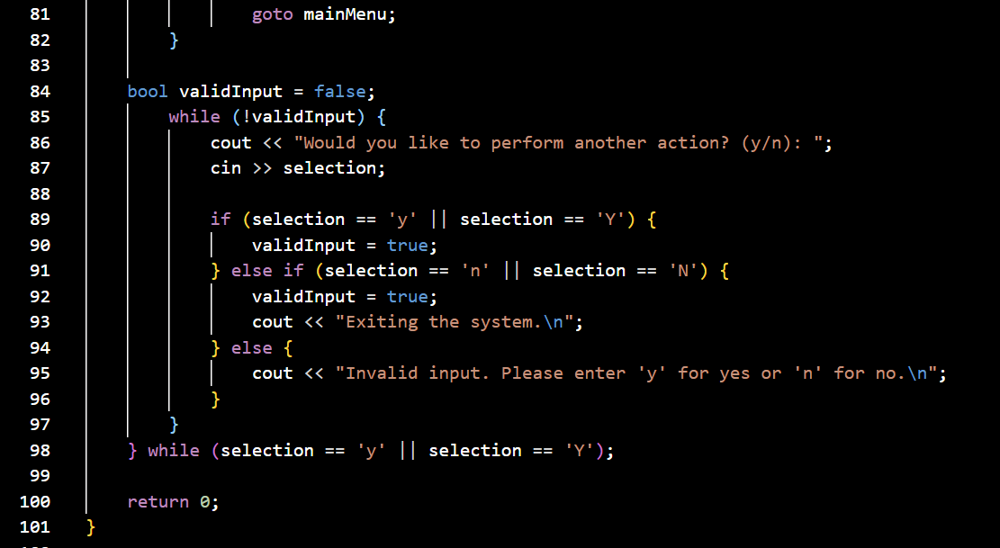 81 goto mainMenu;
82 }
83
84 bool validInput = false;
85 while (!validInput) {
86 cout << "Would you like to perform another action? (y/n): ";
87 cin >> selection;
88
89 if (selection == 'y' || selection == 'Y') {
90 validInput = true;
91 } else if (selection == 'n' || selection == 'N') {
92 validInput = true;
93 cout << "Exiting the system.\n";
94 } else {
95 cout << "Invalid input. Please enter 'y' for yes or 'n' for no.\n";
96 }
97 }
98 } while (selection == 'y' || selection == 'Y');
99
100 return 0;
101 }